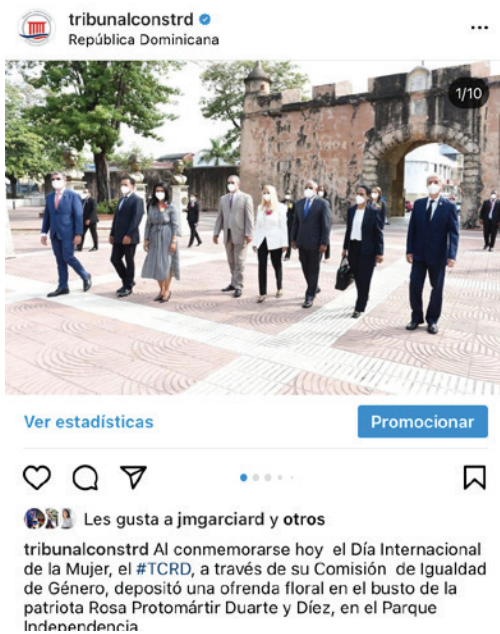 tribunalconstrd
República Dominicana
1/10
Ver estadísticas
Promocionar
Les gusta a jmgarciard y otros
tribunalconstrd Al conmemorarse hoy el Día Internacional
de la Mujer, el #TCRD, a través de su Comisión de Igualdad
de Género, depositó una ofrenda floral en el busto de la
patriota Rosa Protomártir Duarte y Díez, en el Parque
Independencia.